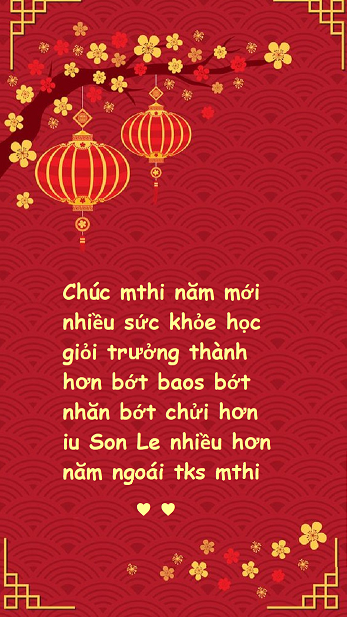 Chúc mthi năm mới
nhiều sức khỏe học
giỏi trưởng thành
hơn bớt baos bớt
nhăn bớt chửi hơn
iu Son Le nhiều hơn
năm ngoái tks mthi